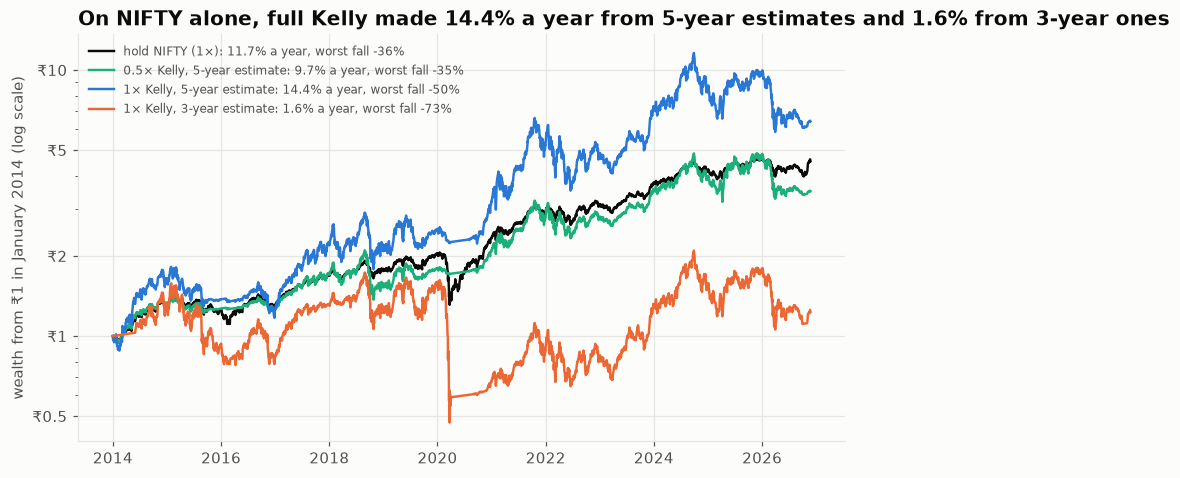 On NIFTY alone, full Kelly made 14.4% a year from 5-year estimates and 1.6% from 3-year ones
hold NIFTY (1×): 11.7% a year, worst fall -36%
0.5× Kelly, 5-year estimate: 9.7% a year, worst fall -35%
1× Kelly, 5-year estimate: 14.4% a year, worst fall -50%
1× Kelly, 3-year estimate: 1.6% a year, worst fall -73%
wealth from ₹1 in January 2014 (log scale)
₹10
₹5
₹2
₹1
₹0.5
2014 2016 2018 2020 2022 2024 2026